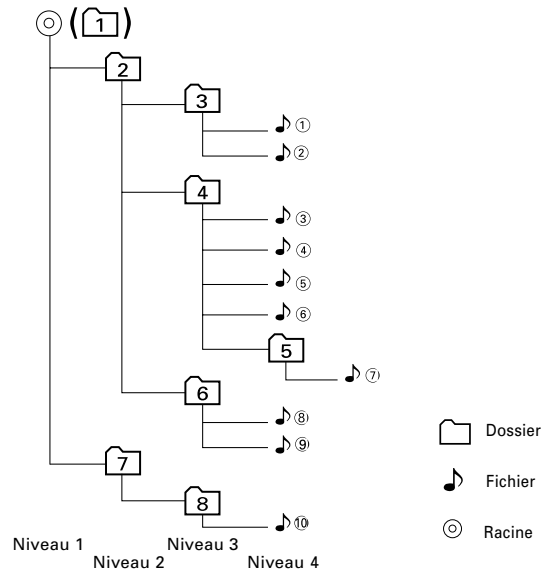 (1)
2
3
①
②
4
③
④
⑤
⑥
5
⑦
6
⑧
⑨
7
8
⑩
Dossier
Fichier
Racine
Niveau 1
Niveau 2
Niveau 3
Niveau 4